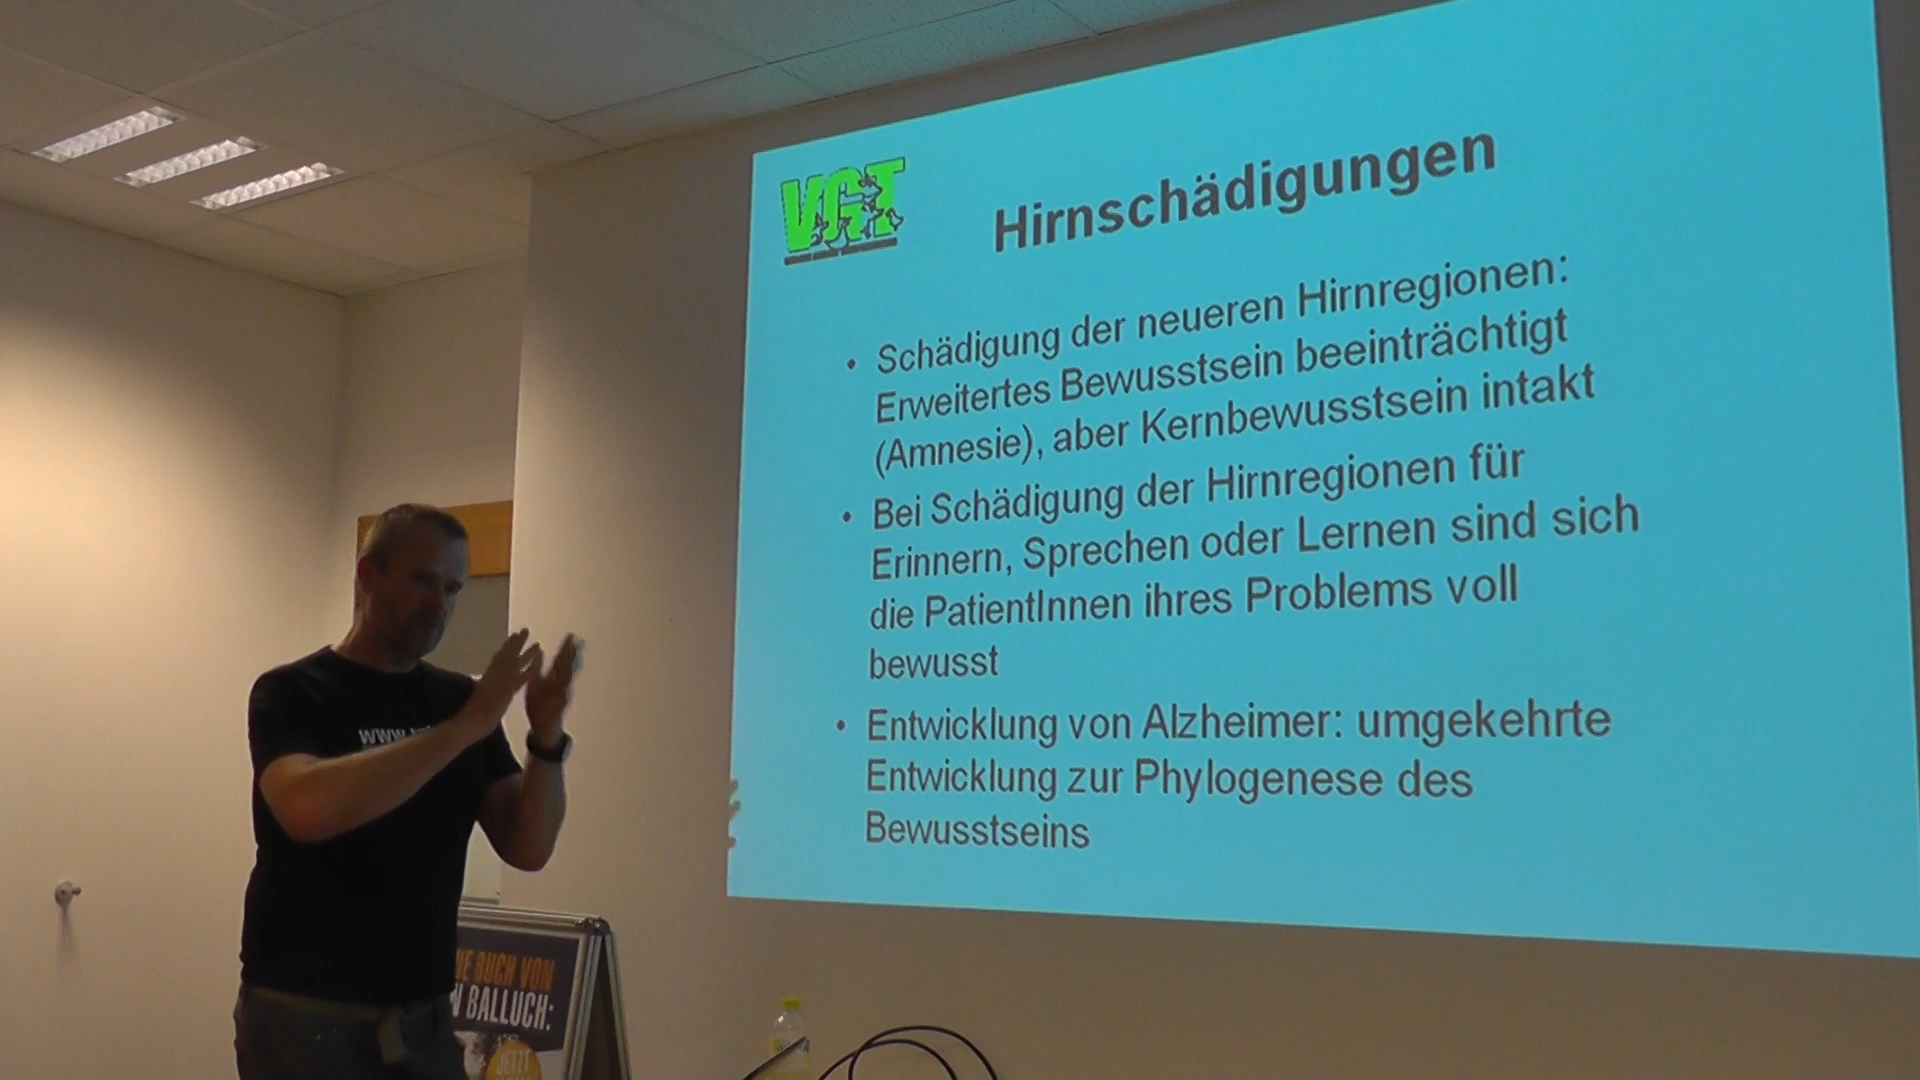 VGT
Hirnschädigungen
• Schädigung der neueren Hirnregionen:
Erweitertes Bewusstsein beeinträchtigt
(Amnesie), aber Kernbewusstsein intakt
• Bei Schädigung der Hirnregionen für
Erinnern, Sprechen oder Lernen sind sich
die PatientInnen ihres Problems voll
bewusst
• Entwicklung von Alzheimer: umgekehrte
Entwicklung zur Phylogenese des
Bewusstseins
www.
BUCH VON
BALLUCH:
JETZT